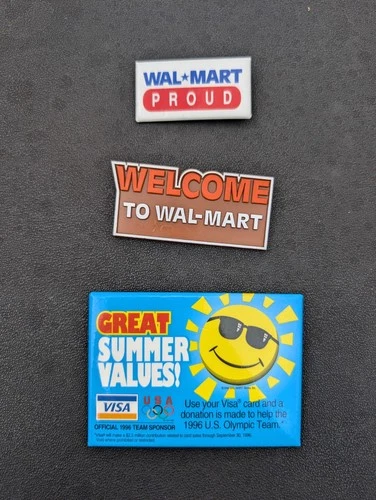 WAL★MART
PROUD
WELCOME
TO WAL-MART
GREAT
SUMMER
VALUES!
VISA
USA
OFFICIAL 1996 TEAM SPONSOR
Use your Visa® card and a
donation is made to help the
1996 U.S. Olympic Team.*